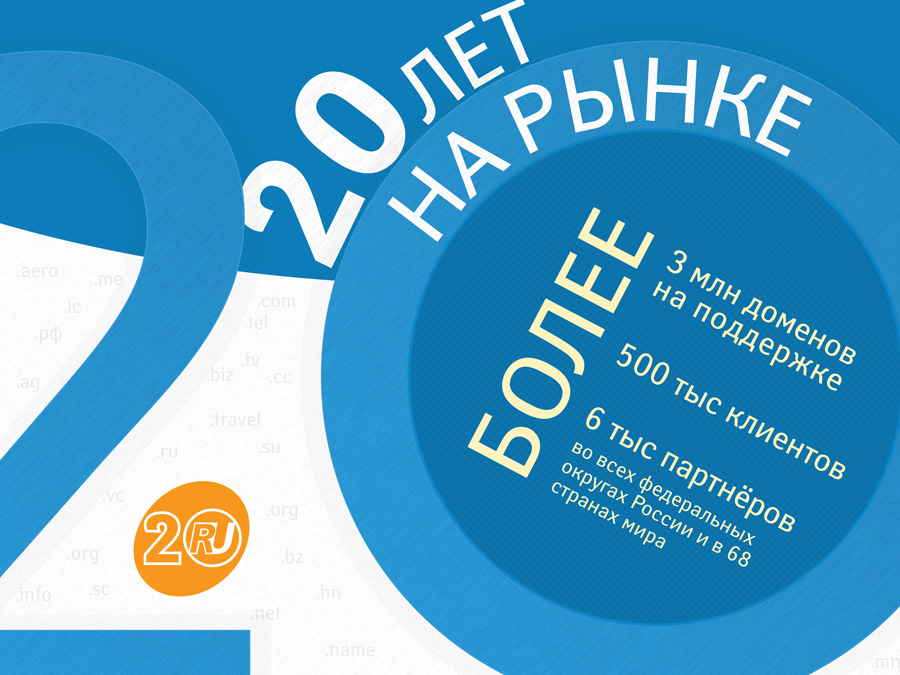 20 ЛЕТ
НА РЫНКЕ
БОЛЕЕ
3 млн доменов
на поддержке
500 тыс клиентов
6 тыс партнёров
во всех федеральных
округах России и в 68
странах мира
20
2 RU
.aero
.me
.lc
.com
.tel
.рф
.tv
.biz
.cc
.ag
.travel
.su
.ru
.vc
.org
.org
.bz
.sc
.info
.hn
.net
.name
.mn